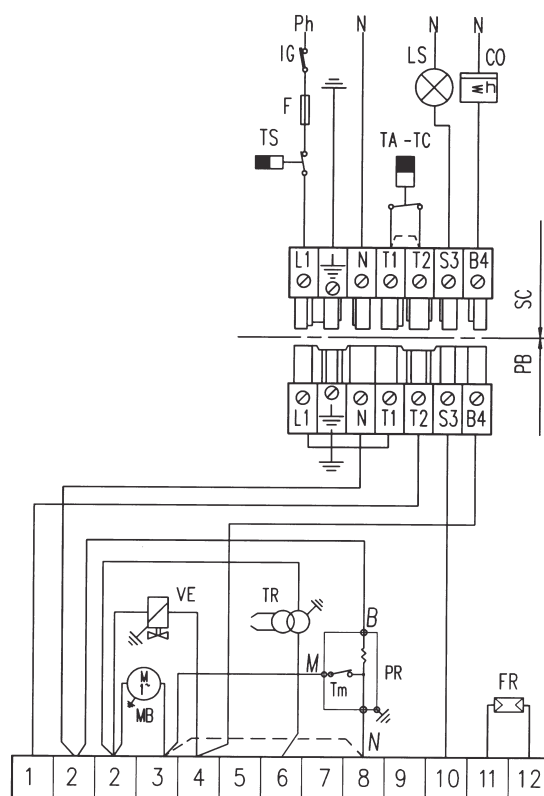 Ph N N N
IG LS CO
Wh
F
TS TA -TC
L1 N T1 T2 S3 B4
SC
PB
L1 N T1 T2 S3 B4
VE TR
B
M
M
1~
Tm
PR
MB
FR
N
1 2 2 3 4 5 6 7 8 9 10 11 12